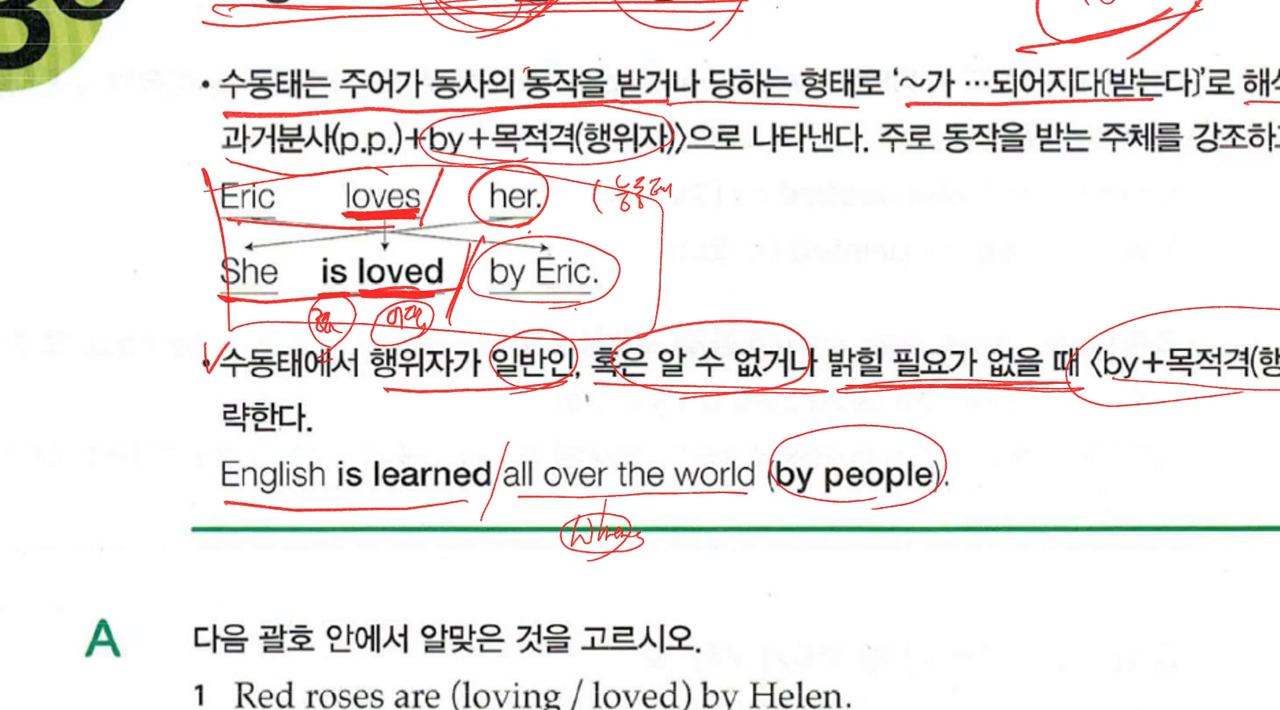 • 수동태는 주어가 동사의 동작을 받거나 당하는 형태로 '~가 …되어지다{받는다}'로 해석
과거분사(p.p.)+by+목적격(행위자)〉으로 나타낸다. 주로 동작을 받는 주체를 강조하고
Eric loves her. (능동태
She is loved by Eric.
• 수동태에서 행위자가 일반인, 혹은 알 수 없거나 밝힐 필요가 없을 때 〈by+목적격(행
략한다.
English is learned all over the world (by people).
Where
A 다음 괄호 안에서 알맞은 것을 고르시오.
1 Red roses are (loving / loved) by Helen.